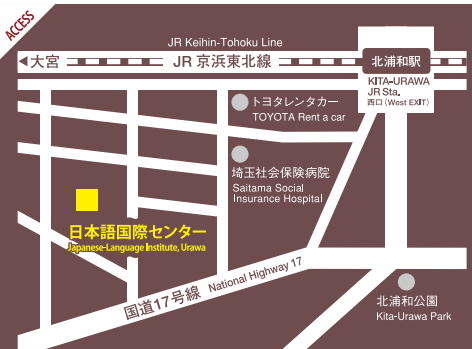 ACCESS
JR Keihin-Tohoku Line
◀大宮
JR 京浜東北線
北浦和駅
KITA-URAWA
JR Sta.
西口(West EXIT)
トヨタレンタカー
TOYOTA Rent a car
埼玉社会保険病院
Saitama Social
Insurance Hospital
日本語国際センター
Japanese-Language Institute, Urawa
国道17号線 National Highway 17
北浦和公園
Kita-Urawa Park